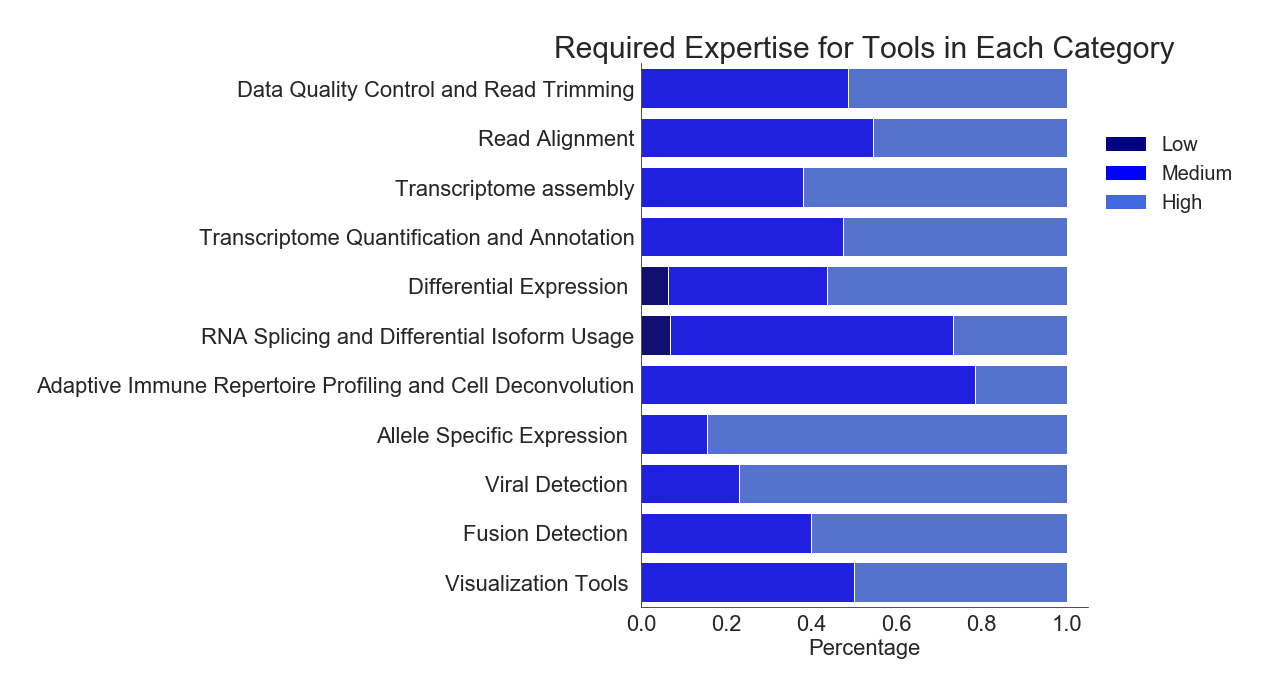 Required Expertise for Tools in Each Category
Data Quality Control and Read Trimming
Read Alignment
Transcriptome assembly
Transcriptome Quantification and Annotation
Differential Expression
RNA Splicing and Differential Isoform Usage
Adaptive Immune Repertoire Profiling and Cell Deconvolution
Allele Specific Expression
Viral Detection
Fusion Detection
Visualization Tools
0.0 0.2 0.4 0.6 0.8 1.0
Percentage
Low
Medium
High